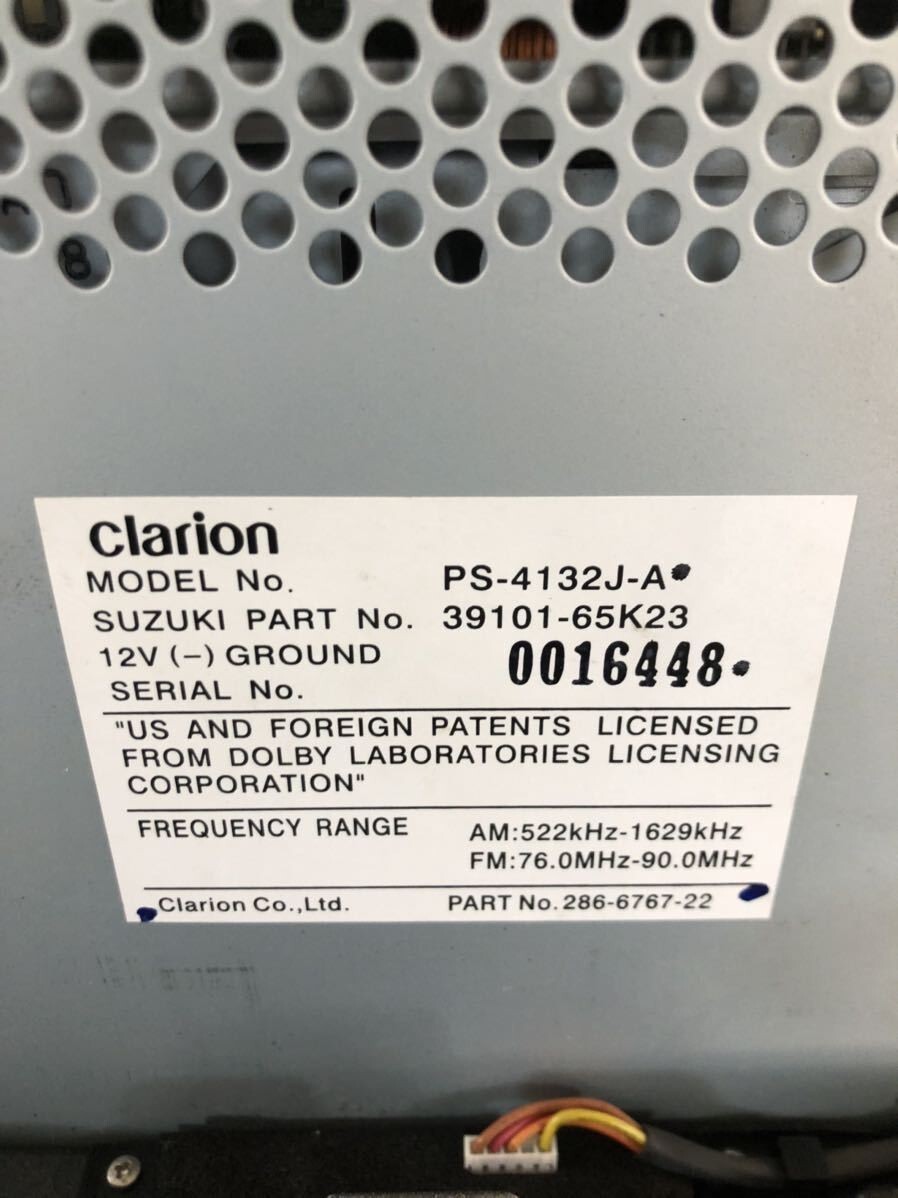 8
clarion
MODEL No. PS-4132J-A
SUZUKI PART No. 39101-65K23
12V (−) GROUND
SERIAL No. 0016448
"US AND FOREIGN PATENTS LICENSED
FROM DOLBY LABORATORIES LICENSING
CORPORATION"
FREQUENCY RANGE AM:522kHz-1629kHz
FM:76.0MHz-90.0MHz
Clarion Co.,Ltd. PART No. 286-6767-22